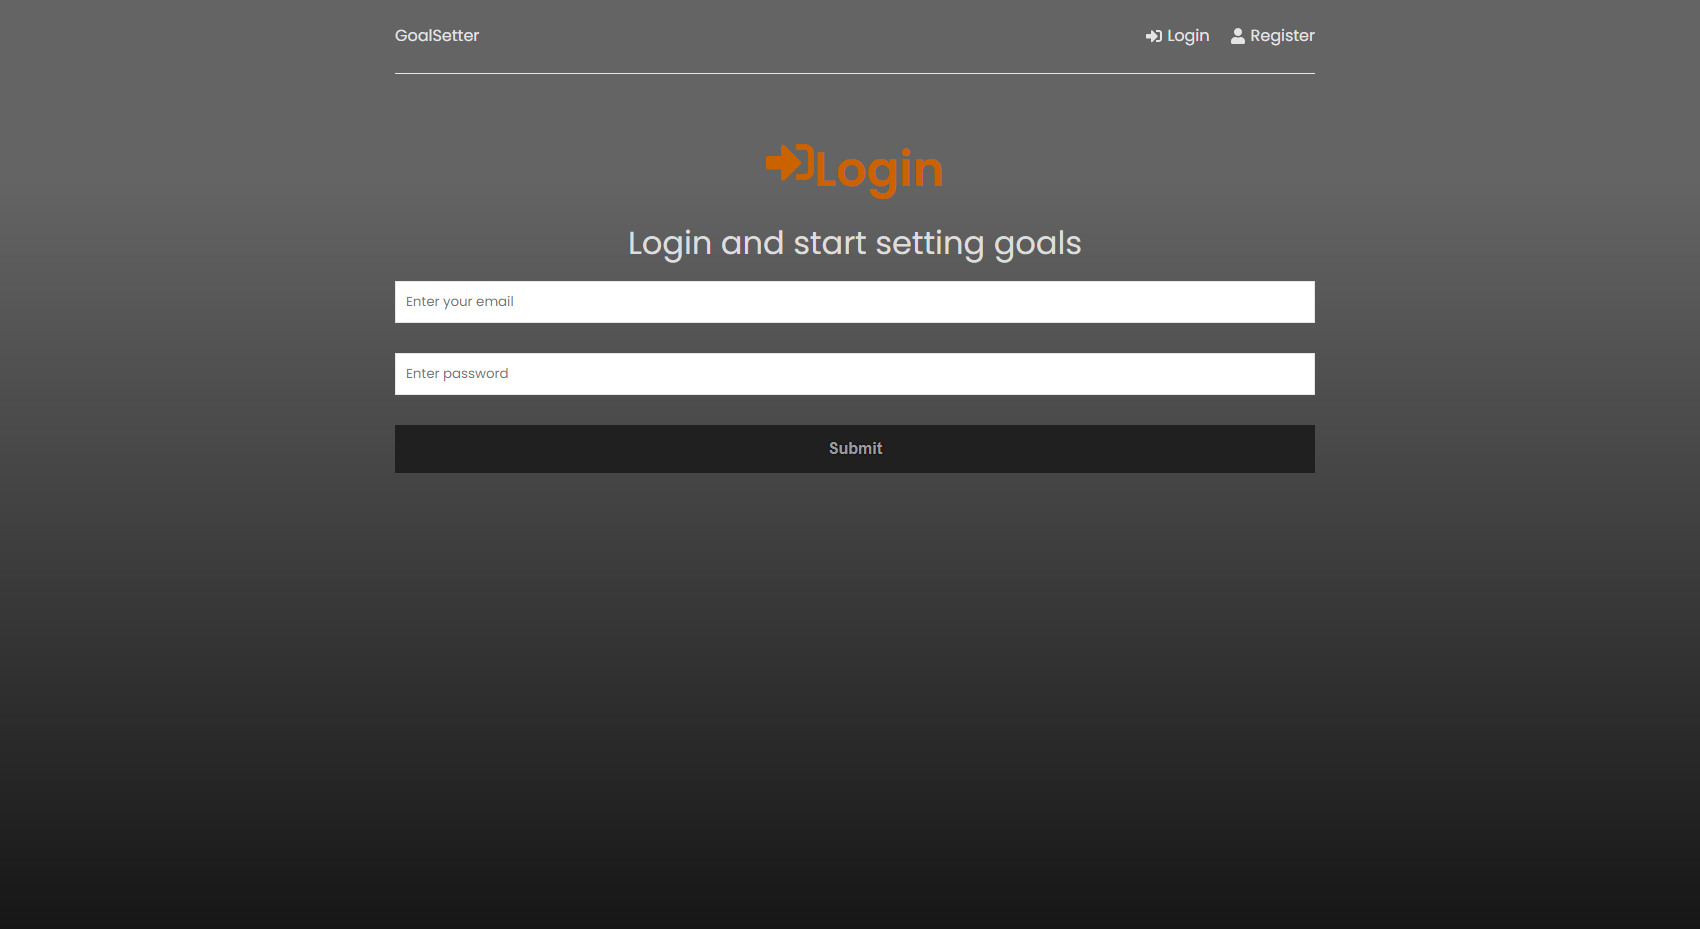 GoalSetter Login Register
Login
Login and start setting goals
Enter your email
Enter password
Submit